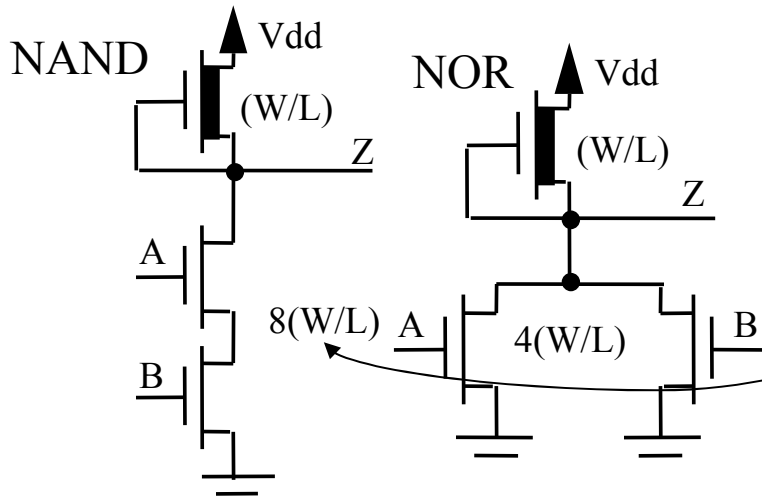 NAND
Vdd
(W/L)
Z
A
B
8(W/L)
NOR
Vdd
(W/L)
Z
A
4(W/L)
B